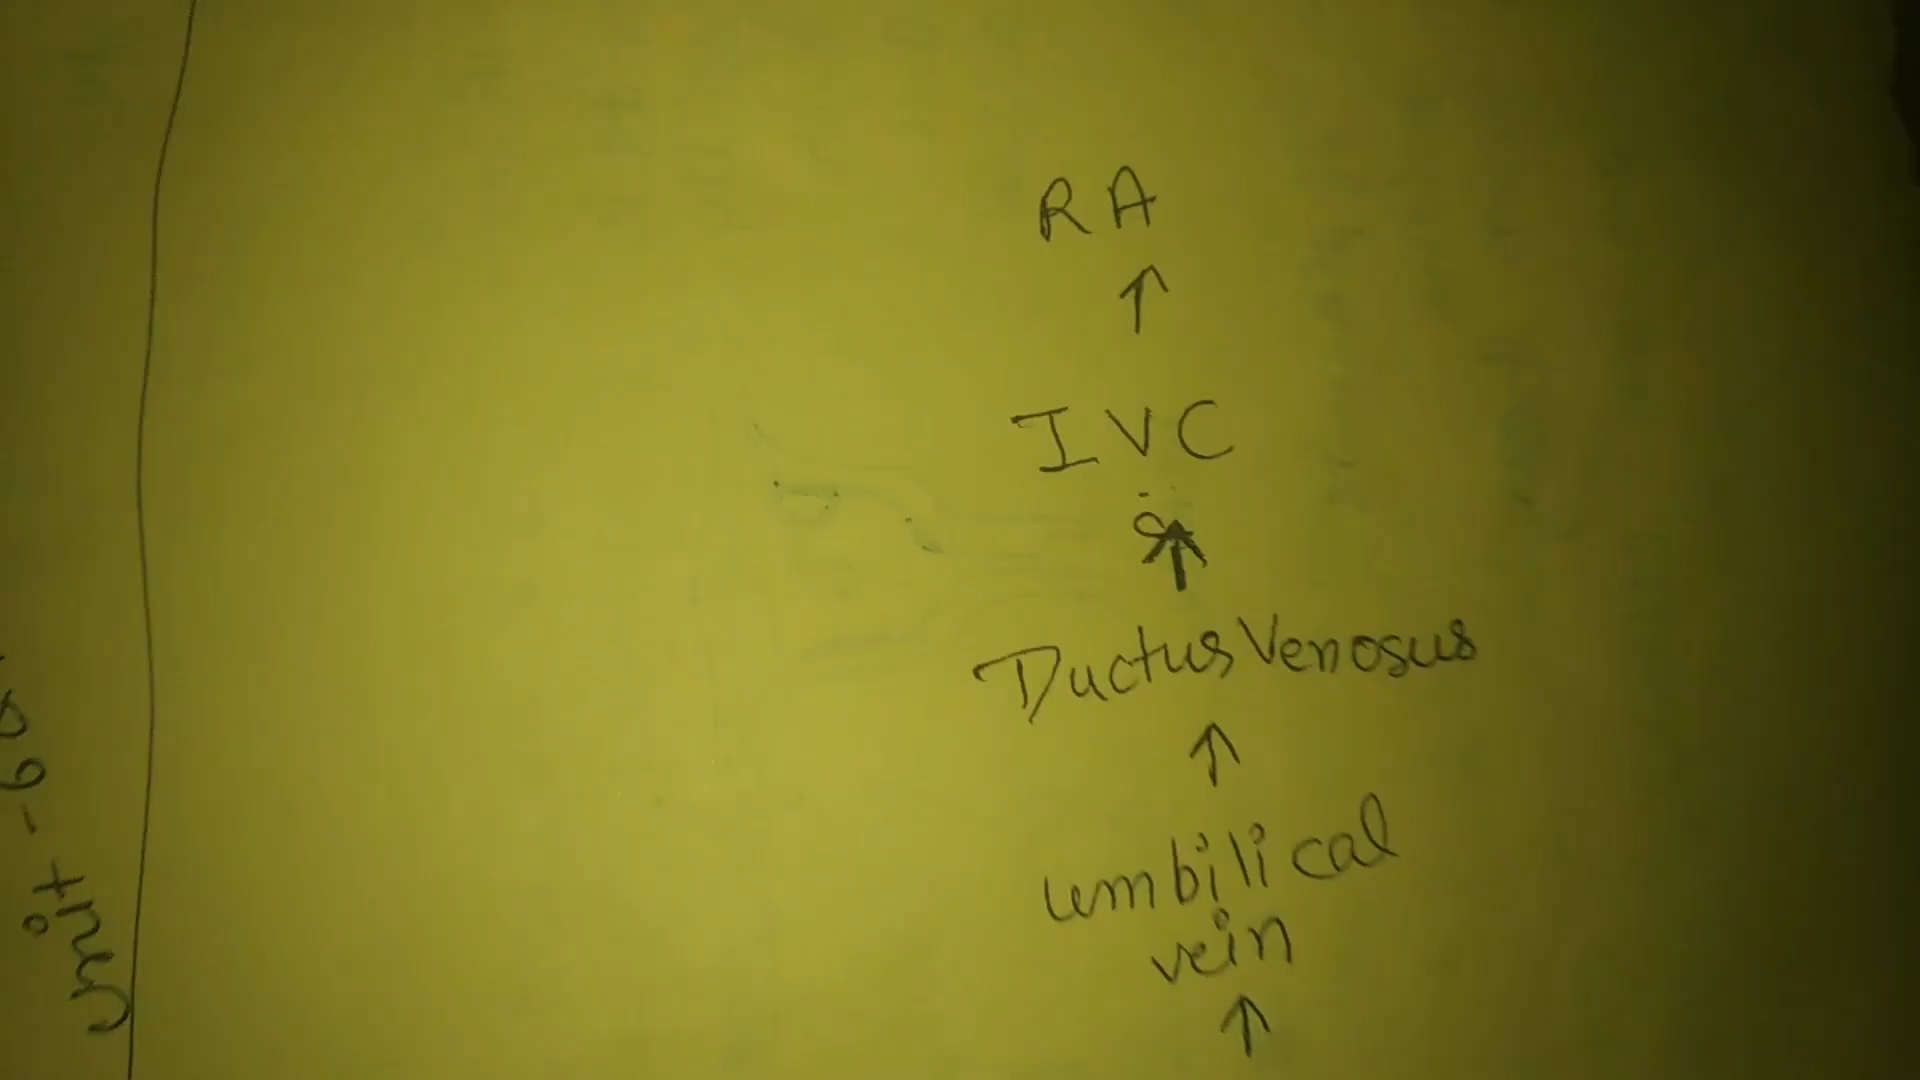 RA
↑
IVC
↑
Ductus Venosus
↑
umbilical
vein
↑